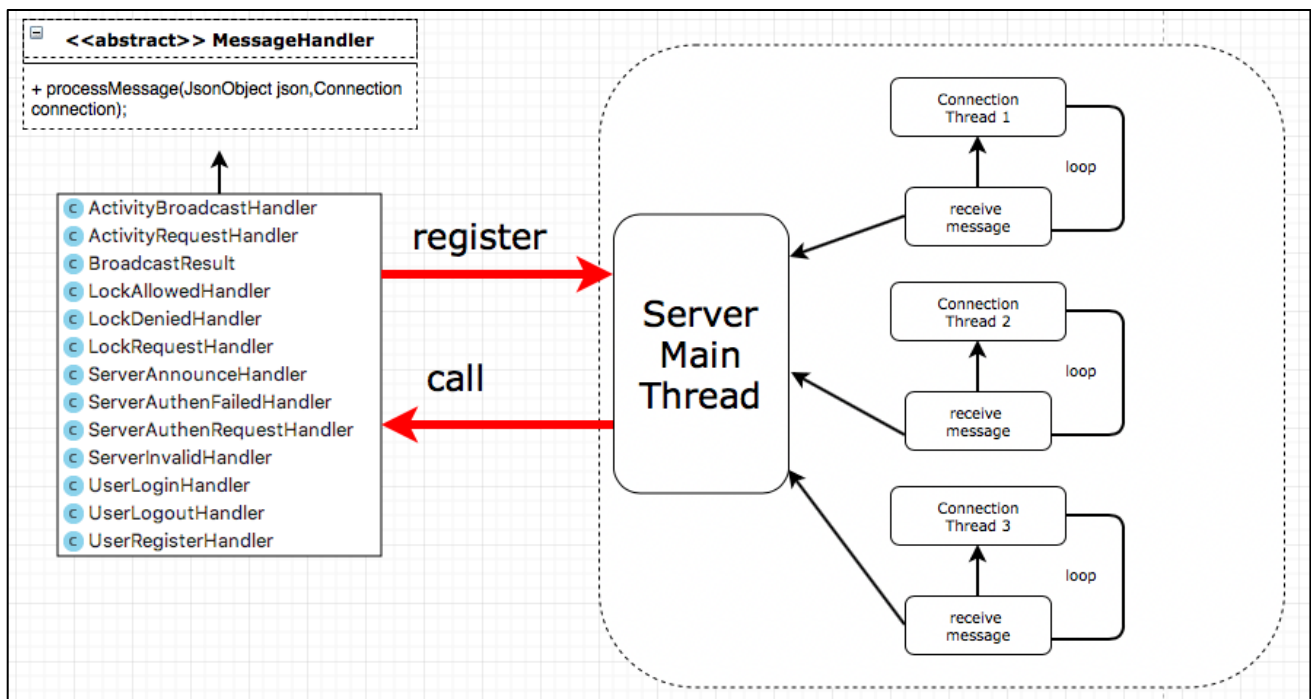 <<abstract>> MessageHandler
+ processMessage(JsonObject json,Connection
connection);
C ActivityBroadcastHandler
C ActivityRequestHandler
C BroadcastResult
C LockAllowedHandler
C LockDeniedHandler
C LockRequestHandler
C ServerAnnounceHandler
C ServerAuthenFailedHandler
C ServerAuthenRequestHandler
C ServerInvalidHandler
C UserLoginHandler
C UserLogoutHandler
C UserRegisterHandler
register
call
Server
Main
Thread
Connection
Thread 1
loop
receive
message
Connection
Thread 2
loop
receive
message
Connection
Thread 3
loop
receive
message